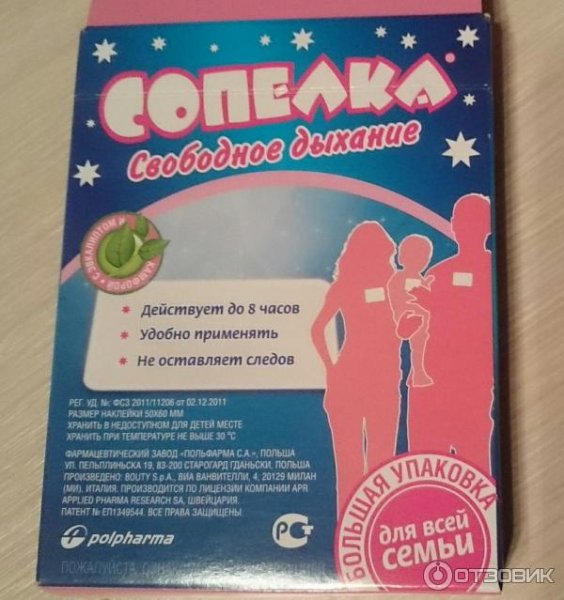 СОПЕЛКА®
Свободное дыхание
С ЭВКАЛИПТОМ И КАМФОРОЙ
Действует до 8 часов
Удобно применять
Не оставляет следов
РЕГ. УД. №: ФСЗ 2011/11206 от 02.12.2011
РАЗМЕР НАКЛЕЙКИ 50Х60 ММ
ХРАНИТЬ В НЕДОСТУПНОМ ДЛЯ ДЕТЕЙ МЕСТЕ
ХРАНИТЬ ПРИ ТЕМПЕРАТУРЕ НЕ ВЫШЕ 30 °С
ФАРМАЦЕВТИЧЕСКИЙ ЗАВОД «ПОЛЬФАРМА С.А.», ПОЛЬША
УЛ. ПЕЛЬПЛИНЬСКА 19, 83-200 СТАРОГАРД ГДАНЬСКИ, ПОЛЬША
ПРОИЗВЕДЕНО: BOUTY S.p.A., ВИА ВАНВИТЕЛЛИ, 4, 20129 МИЛАН
(МИ), ИТАЛИЯ. ПРОИЗВОДИТСЯ ПО ЛИЦЕНЗИИ КОМПАНИИ APR
APPLIED PHARMA RESEARCH SA, ШВЕЙЦАРИЯ.
ПАТЕНТ № ЕП1349544. ВСЕ ПРАВА ЗАЩИЩЕНЫ.
polpharma
РСТ
БОЛЬШАЯ УПАКОВКА
для всей
семьи
ПОЖАЛУЙСТА
ОТЗОВИК